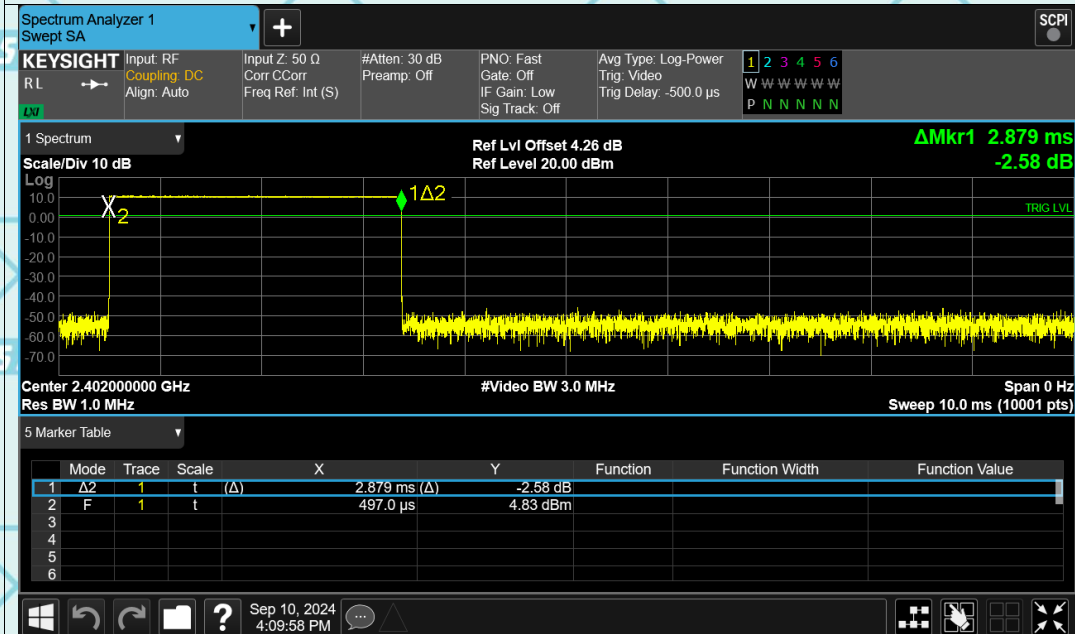 Spectrum Analyzer 1
Swept SA
+
SCPI
KEYSIGHT Input: RF Input Z: 50 Ω #Atten: 30 dB PNO: Fast Avg Type: Log-Power 1 2 3 4 5 6
R L Coupling: DC Corr CCorr Preamp: Off Gate: Off Trig: Video W W W W W W
Align: Auto Freq Ref: Int (S) IF Gain: Low Trig Delay: -500.0 µs P N N N N N
LXI Sig Track: Off
1 Spectrum Ref Lvl Offset 4.26 dB ΔMkr1 2.879 ms
Scale/Div 10 dB Ref Level 20.00 dBm -2.58 dB
Log
10.0 X 1Δ2
0.00 2 TRIG LVL
-10.0
-20.0
-30.0
-40.0
-50.0
-60.0
-70.0
Center 2.402000000 GHz #Video BW 3.0 MHz Span 0 Hz
Res BW 1.0 MHz Sweep 10.0 ms (10001 pts)
5 Marker Table
Mode Trace Scale X Y Function Function Width Function Value
1 Δ2 1 t (Δ) 2.879 ms (Δ) -2.58 dB
2 F 1 t 497.0 µs 4.83 dBm
3
4
5
6
? Sep 10, 2024
4:09:58 PM